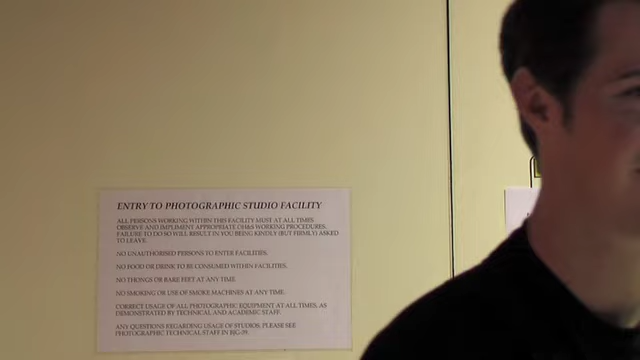 ENTRY TO PHOTOGRAPHIC STUDIO FACILITY
ALL PERSONS WORKING WITHIN THIS FACILITY MUST AT ALL TIMES
OBSERVE AND IMPLIMENT APPROPRIATE OH&S WORKING PROCEDURES.
FAILURE TO DO SO WILL RESULT IN YOU BEING KINDLY (BUT FIRMLY) ASKED
TO LEAVE.
NO UNAUTHORISED PERSONS TO ENTER FACILITIES.
NO FOOD OR DRINK TO BE CONSUMED WITHIN FACILITIES.
NO THONGS OR BARE FEET AT ANY TIME.
NO SMOKING OR USE OF SMOKE MACHINES AT ANY TIME.
CORRECT USAGE OF ALL PHOTOGRAPHIC EQUIPMENT AT ALL TIMES, AS
DEMONSTRATED BY TECHNICAL AND ACADEMIC STAFF.
ANY QUESTIONS REGARDING USAGE OF STUDIOS, PLEASE SEE
PHOTOGRAPHIC TECHNICAL STAFF IN